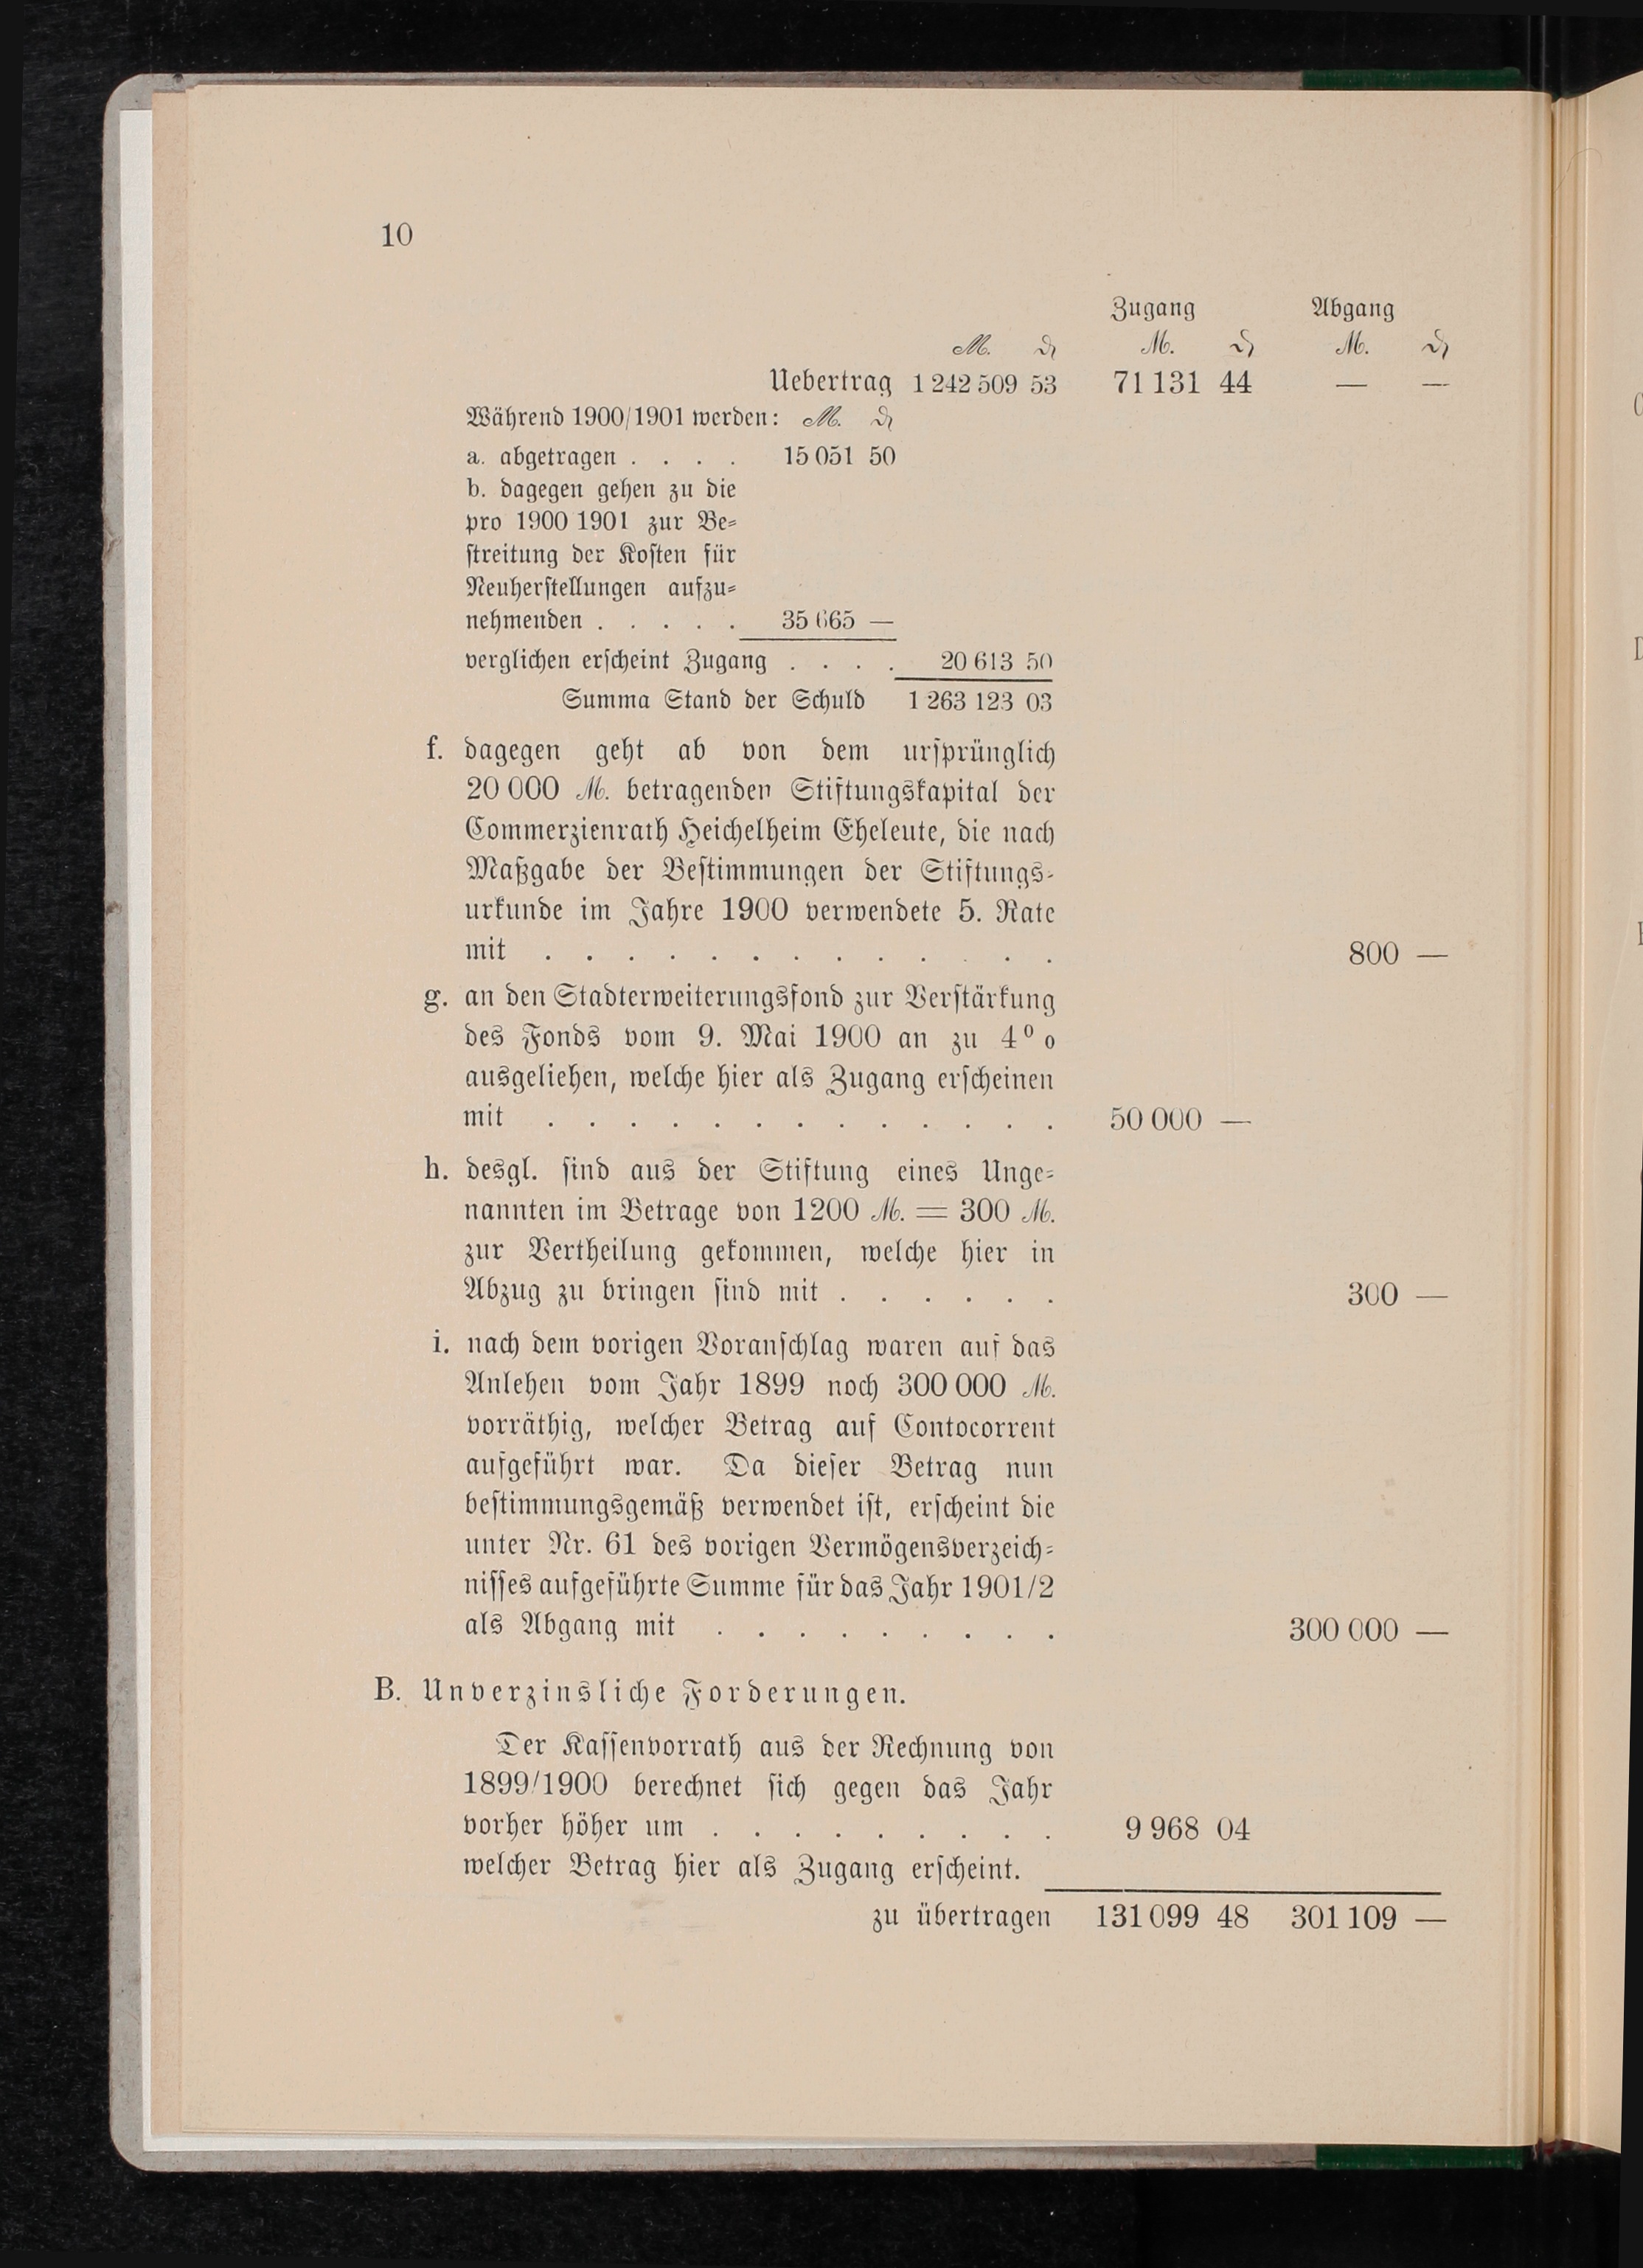 10
Zugang Abgang
ℳ. ₰ ℳ. ₰ ℳ. ₰
Uebertrag 1 242 509 53 71 131 44 — —
Während 1900/1901 werden: ℳ. ₰
a. abgetragen . . . . 15 051 50
b. dagegen gehen zu die
pro 1900 1901 zur Be-
streitung der Kosten für
Neuherstellungen aufzu-
nehmenden . . . . . 35 665 —
verglichen erscheint Zugang . . . . 20 613 50
Summa Stand der Schuld 1 263 123 03
f. dagegen geht ab von dem ursprünglich
20 000 ℳ. betragenden Stiftungskapital der
Commerzienrath Heichelheim Eheleute, die nach
Maßgabe der Bestimmungen der Stiftungs-
urkunde im Jahre 1900 verwendete 5. Rate
mit . . . . . . . . . . . . . 800 —
g. an den Stadterweiterungsfond zur Verstärkung
des Fonds vom 9. Mai 1900 an zu 4 % 
ausgeliehen, welche hier als Zugang erscheinen
mit . . . . . . . . . . . . . 50 000 —
h. desgl. sind aus der Stiftung eines Unge-
nannten im Betrage von 1200 ℳ. = 300 ℳ.
zur Vertheilung gekommen, welche hier in
Abzug zu bringen sind mit . . . . . . 300 —
i. nach dem vorigen Voranschlag waren auf das
Anlehen vom Jahr 1899 noch 300 000 ℳ.
vorräthig, welcher Betrag auf Contocorrent
aufgeführt war. Da dieser Betrag nun
bestimmungsgemäß verwendet ist, erscheint die
unter Nr. 61 des vorigen Vermögensverzeich-
nisses aufgeführte Summe für das Jahr 1901/2
als Abgang mit . . . . . . . . . 300 000 —
B. Unverzinsliche Forderungen.
Der Kassenvorrath aus der Rechnung von
1899/1900 berechnet sich gegen das Jahr
vorher höher um . . . . . . . . . 9 968 04
welcher Betrag hier als Zugang erscheint.
zu übertragen 131 099 48 301 109 —